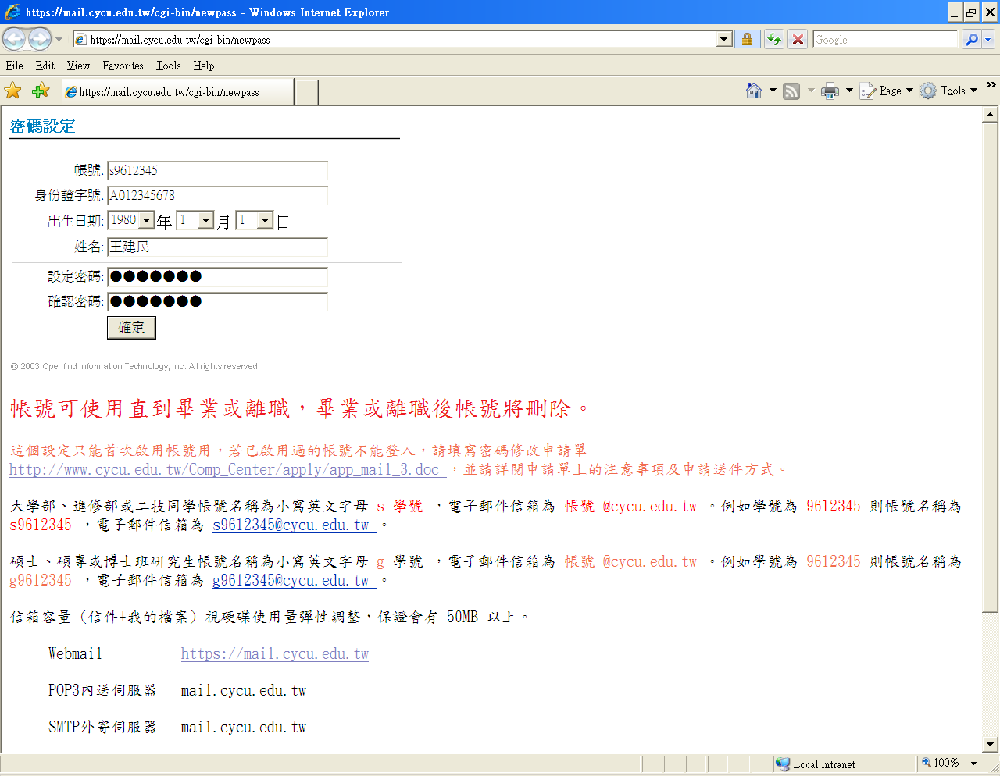 https://mail.cycu.edu.tw/cgi-bin/newpass - Windows Internet Explorer
https://mail.cycu.edu.tw/cgi-bin/newpass
Google
File Edit View Favorites Tools Help
https://mail.cycu.edu.tw/cgi-bin/newpass
Page Tools »
密碼設定
帳號: s9612345
身份證字號: A012345678
出生日期: 1980 年 1 月 1 日
姓名: 王建民
設定密碼: ●●●●●●●
確認密碼: ●●●●●●●
確定
© 2003 Openfind Information Technology, Inc. All rights reserved
帳號可使用直到畢業或離職，畢業或離職後帳號將刪除。
這個設定只能首次啟用帳號用，若已啟用過的帳號不能登入，請填寫密碼修改申請單
http://www.cycu.edu.tw/Comp_Center/apply/app_mail_3.doc ，並請詳閱申請單上的注意事項及申請送件方式。
大學部、進修部或二技同學帳號名稱為小寫英文字母 s 學號 ，電子郵件信箱為 帳號 @cycu.edu.tw 。例如學號為 9612345 則帳號名稱為
s9612345 ，電子郵件信箱為 s9612345@cycu.edu.tw 。
碩士、碩專或博士班研究生帳號名稱為小寫英文字母 g 學號 ，電子郵件信箱為 帳號 @cycu.edu.tw 。例如學號為 9612345 則帳號名稱為
g9612345 ，電子郵件信箱為 g9612345@cycu.edu.tw 。
信箱容量 (信件+我的檔案) 視硬碟使用量彈性調整，保證會有 50MB 以上。
Webmail https://mail.cycu.edu.tw
POP3內送伺服器 mail.cycu.edu.tw
SMTP外寄伺服器 mail.cycu.edu.tw
Local intranet 100%